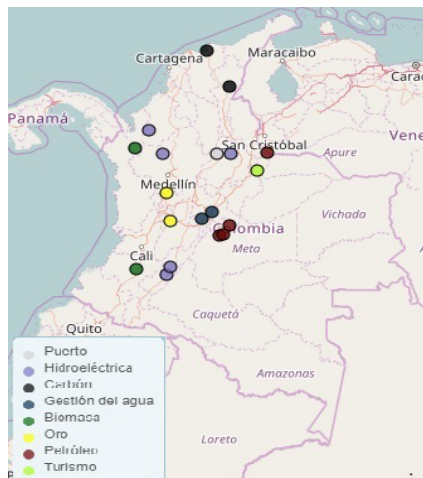 Cartagena
Maracaibo
Carac
Panamá
San Cristóbal
Apure
Vene
Medellín
Vichada
Colombia
Meta
Cali
Caquetá
Quito
Amazonas
Loreto
Puerto
Hidroeléctrica
Carbón
Gestión del agua
Biomasa
Oro
Petróleo
Turismo